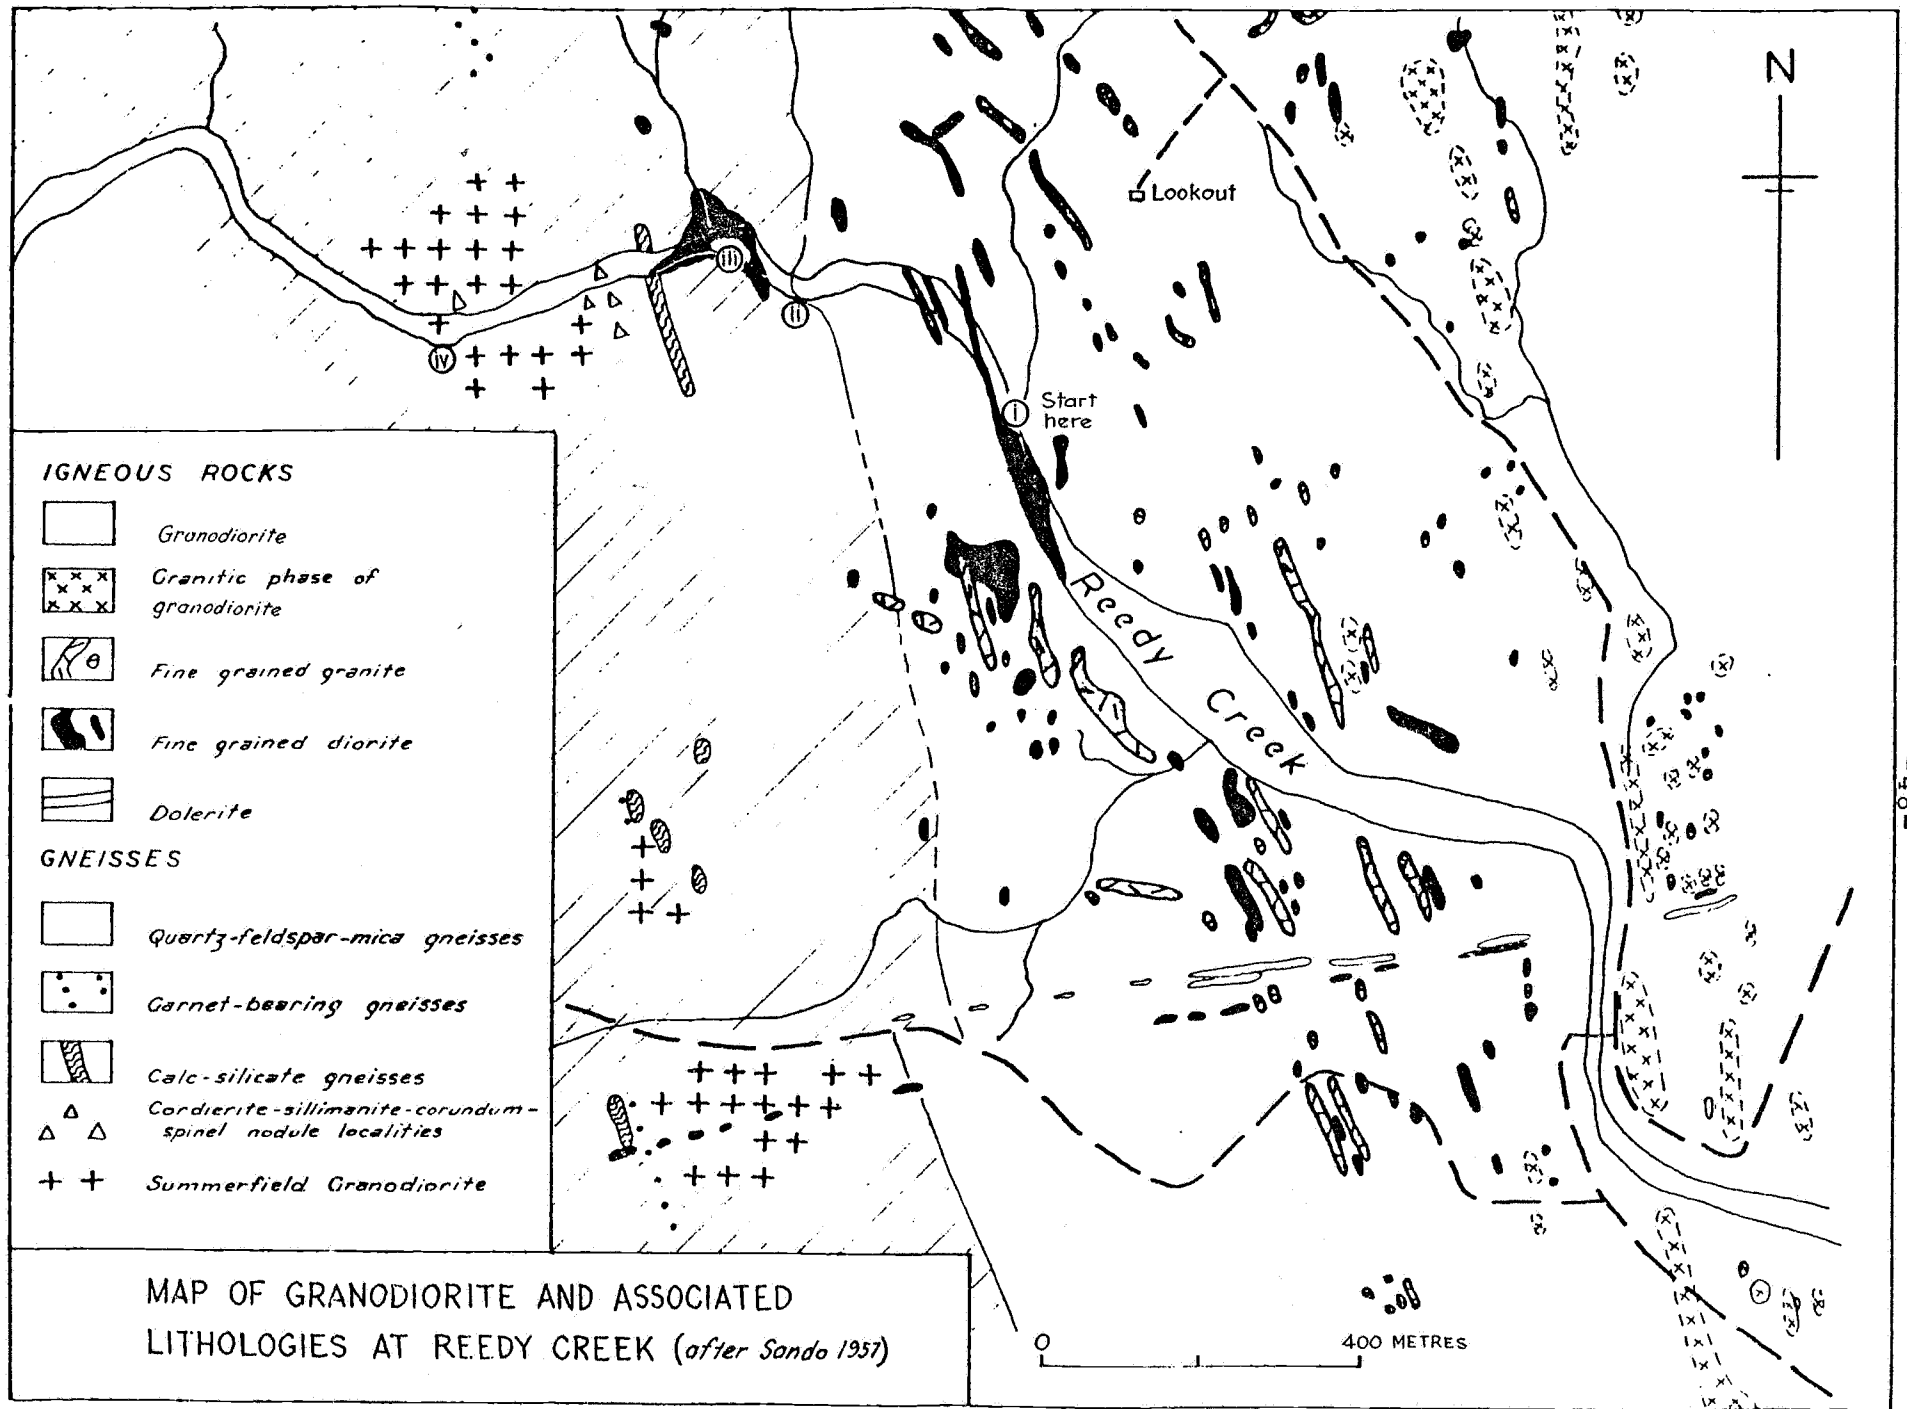 N
Lookout
iii
ii
iv
i
Start
here
Reedy
Creek
IGNEOUS ROCKS
Granodiorite
Granitic phase of
granodiorite
Fine grained granite
Fine grained diorite
Dolerite
GNEISSES
Quartz-feldspar-mica gneisses
Garnet-bearing gneisses
Calc-silicate gneisses
Cordierite-sillimanite-corundum-
spinel nodule localities
Summerfield Granodiorite
MAP OF GRANODIORITE AND ASSOCIATED
LITHOLOGIES AT REEDY CREEK (after Sando 1957)
0
400 METRES